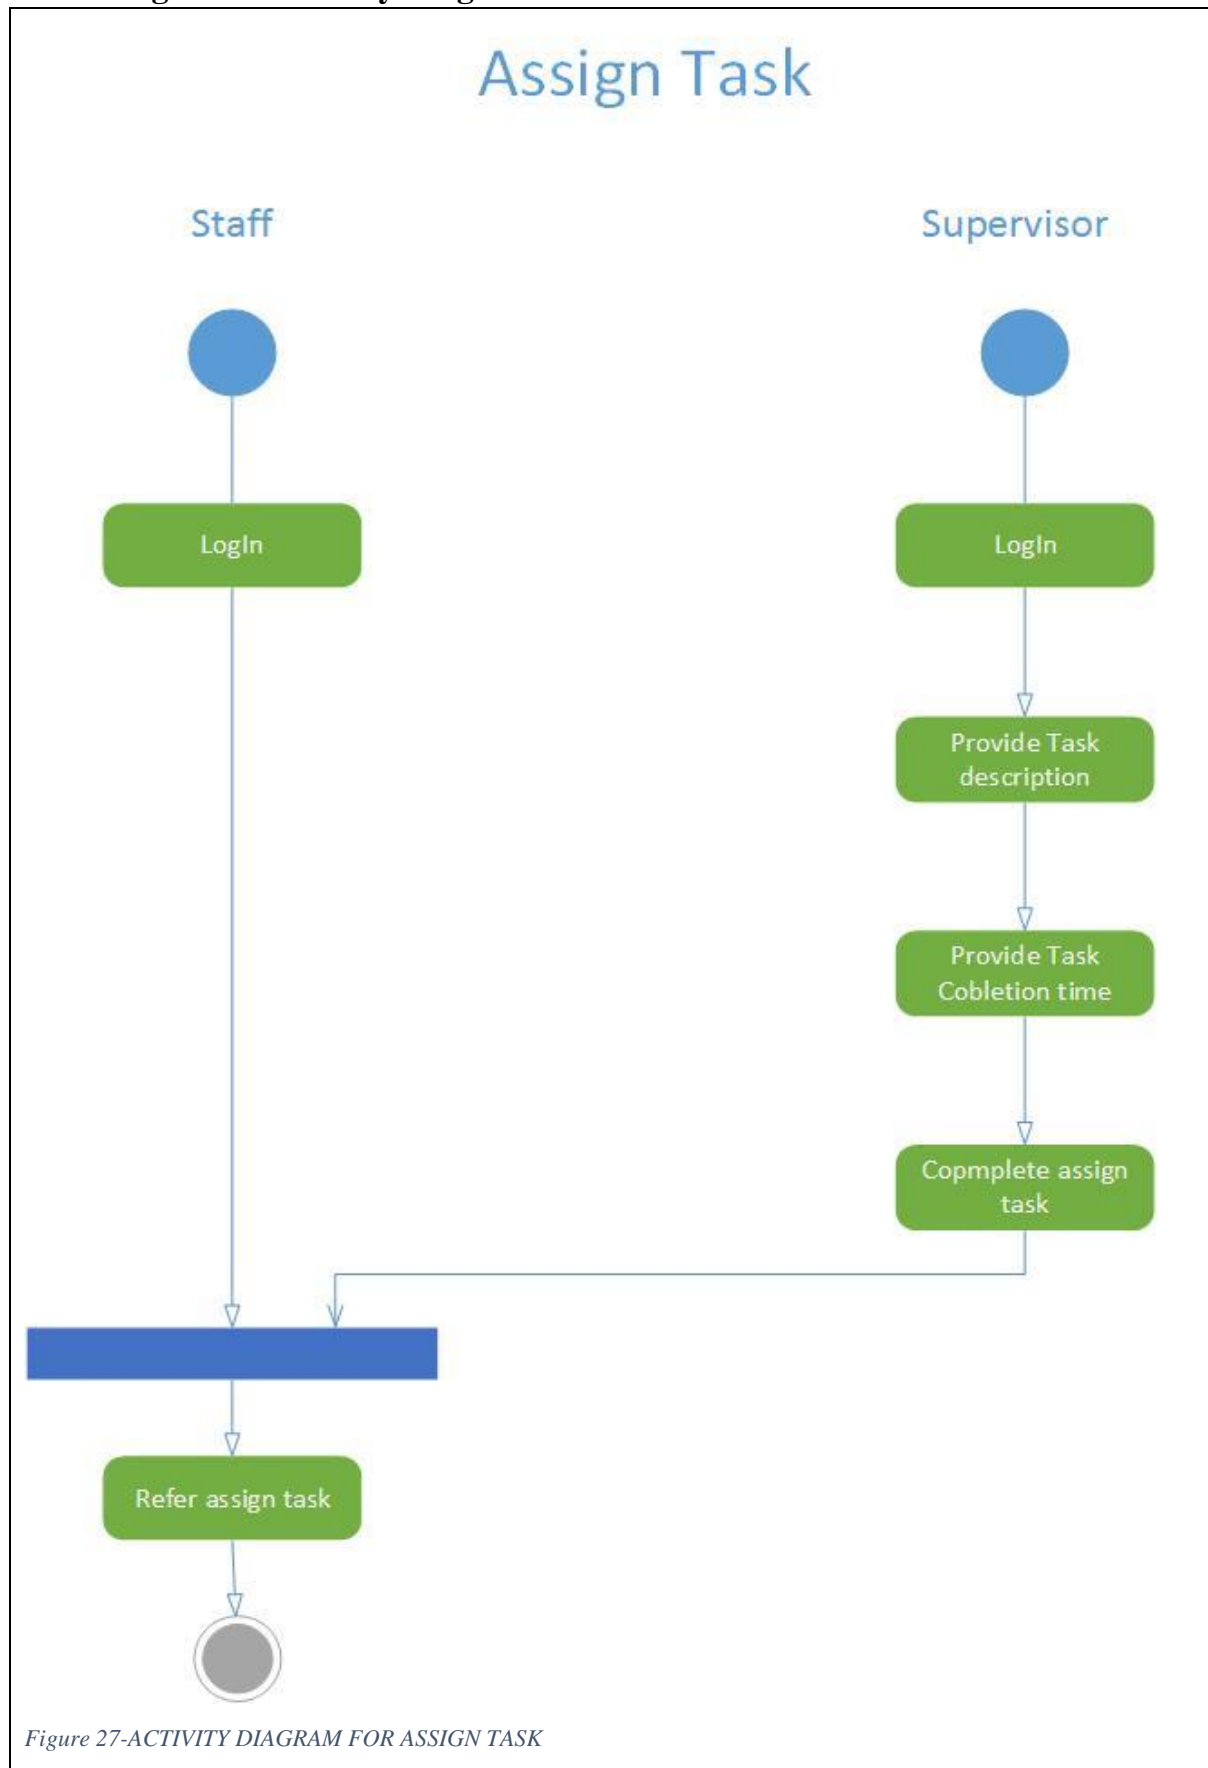 Assign Task
Staff
Supervisor
LogIn
LogIn
Provide Task
description
Provide Task
Cobletion time
Copmplete assign
task
Refer assign task
Figure 27-ACTIVITY DIAGRAM FOR ASSIGN TASK